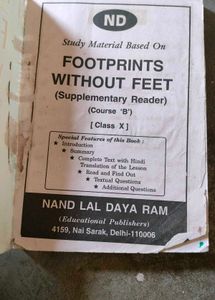 ND
Study Material Based On
FOOTPRINTS
WITHOUT FEET
(Supplementary Reader)
(Course 'B')
[ Class X ]
Special Features of this Book :
★ Introduction
★ Summary
★ Complete Text with Hindi
Translation of the Lesson
★ Read and Find Out
★ Textual Questions
★ Additional Questions
NAND LAL DAYA RAM
(Educational Publishers)
4159, Nai Sarak, Delhi-110006